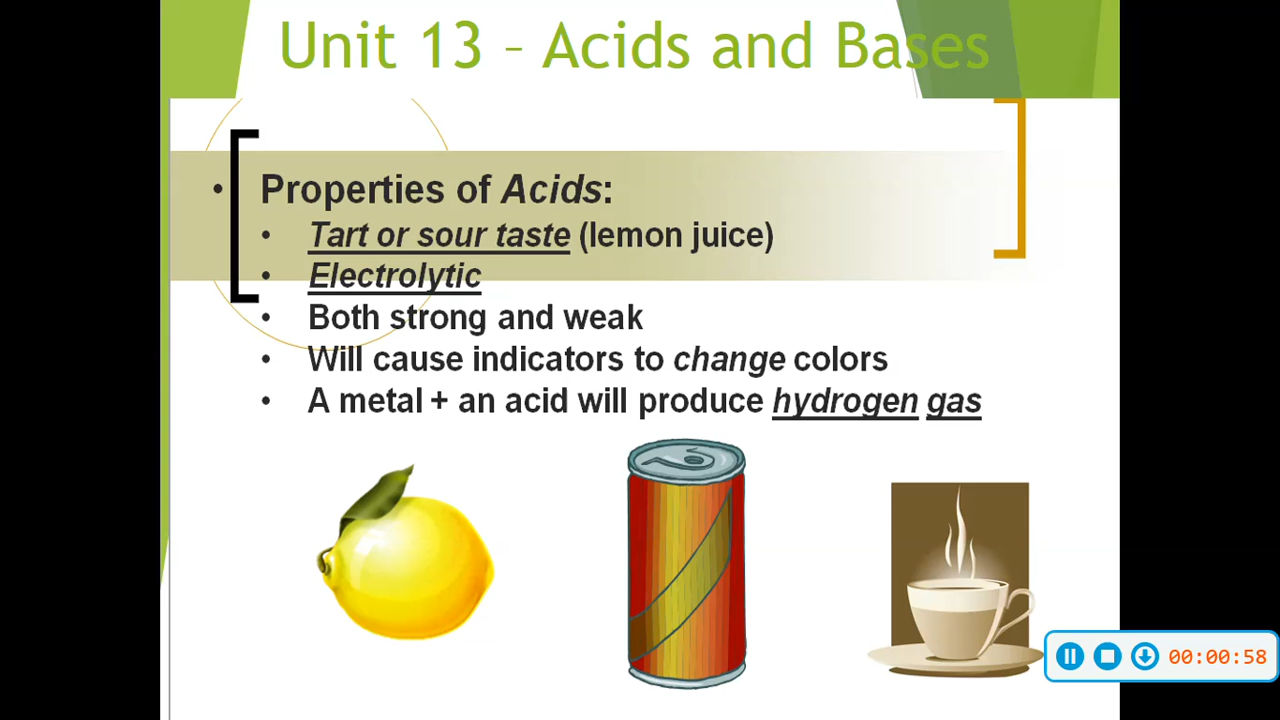 Unit 13 – Acids and Bases
• Properties of Acids:
• Tart or sour taste (lemon juice)
• Electrolytic
• Both strong and weak
• Will cause indicators to change colors
• A metal + an acid will produce hydrogen gas
00:00:58